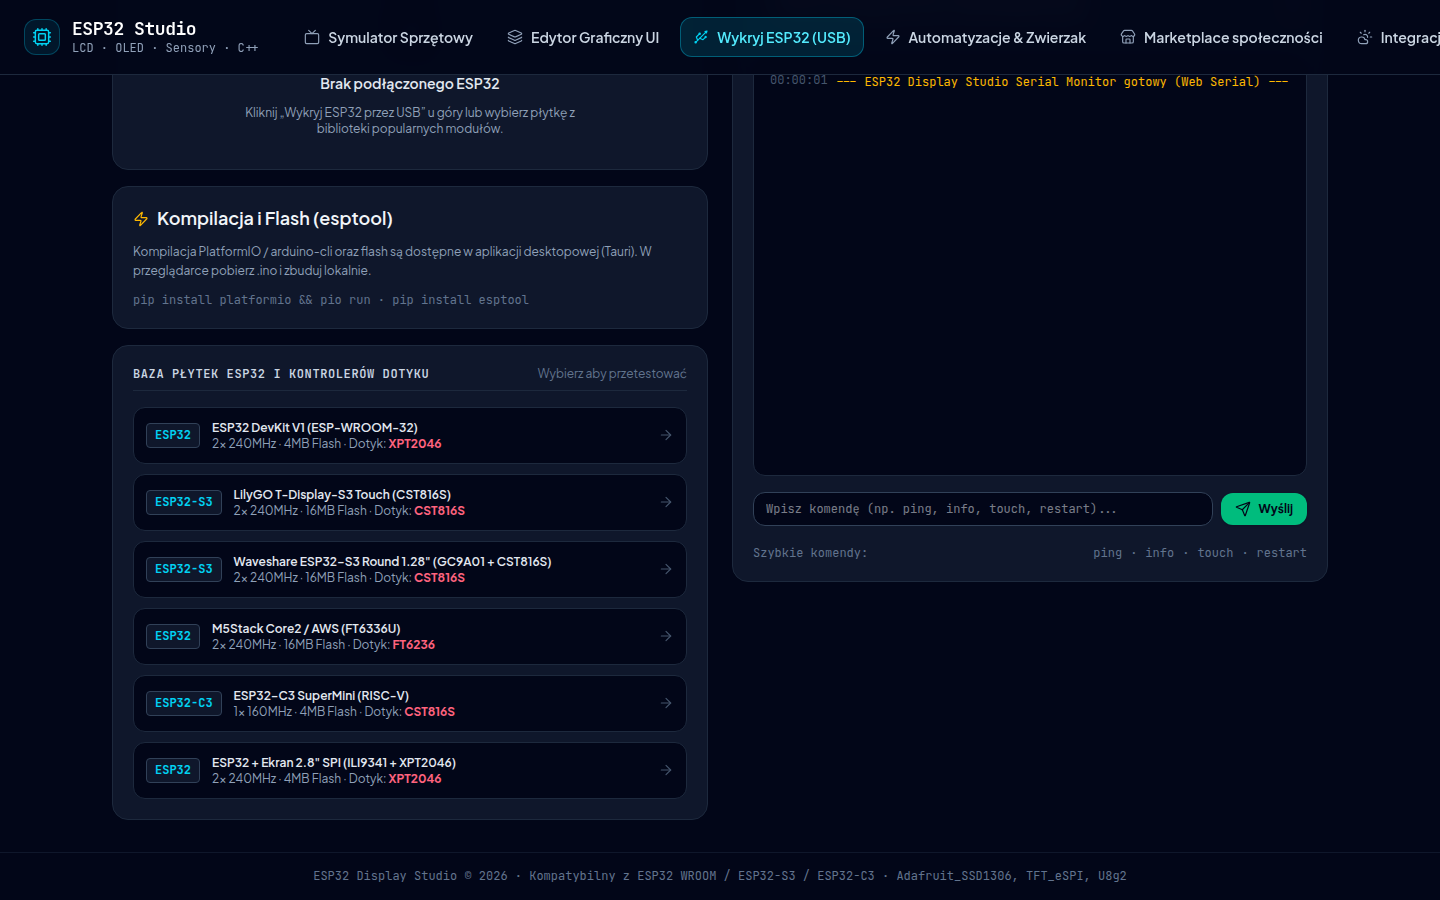 ESP32 Studio
LCD · OLED · Sensory · C++
Symulator Sprzętowy
Edytor Graficzny UI
Wykryj ESP32 (USB)
Automatyzacje & Zwierzak
Marketplace społeczności
Integracj
Brak podłączonego ESP32
Kliknij „Wykryj ESP32 przez USB” u góry lub wybierz płytkę z
biblioteki popularnych modułów.
Kompilacja i Flash (esptool)
Kompilacja PlatformIO / arduino-cli oraz flash są dostępne w aplikacji desktopowej (Tauri). W
przeglądarce pobierz .ino i zbuduj lokalnie.
pip install platformio && pio run · pip install esptool
BAZA PŁYTEK ESP32 I KONTROLERÓW DOTYKU
Wybierz aby przetestować
ESP32
ESP32 DevKit V1 (ESP-WROOM-32)
2× 240MHz · 4MB Flash · Dotyk: XPT2046
ESP32-S3
LilyGO T-Display-S3 Touch (CST816S)
2× 240MHz · 16MB Flash · Dotyk: CST816S
ESP32-S3
Waveshare ESP32-S3 Round 1.28" (GC9A01 + CST816S)
2× 240MHz · 16MB Flash · Dotyk: CST816S
ESP32
M5Stack Core2 / AWS (FT6336U)
2× 240MHz · 16MB Flash · Dotyk: FT6236
ESP32-C3
ESP32-C3 SuperMini (RISC-V)
1× 160MHz · 4MB Flash · Dotyk: CST816S
ESP32
ESP32 + Ekran 2.8" SPI (ILI9341 + XPT2046)
2× 240MHz · 4MB Flash · Dotyk: XPT2046
00:00:01 --- ESP32 Display Studio Serial Monitor gotowy (Web Serial) ---
Wpisz komendę (np. ping, info, touch, restart)...
Wyślij
Szybkie komendy:
ping · info · touch · restart
ESP32 Display Studio © 2026 · Kompatybilny z ESP32 WROOM / ESP32-S3 / ESP32-C3 · Adafruit_SSD1306, TFT_eSPI, U8g2